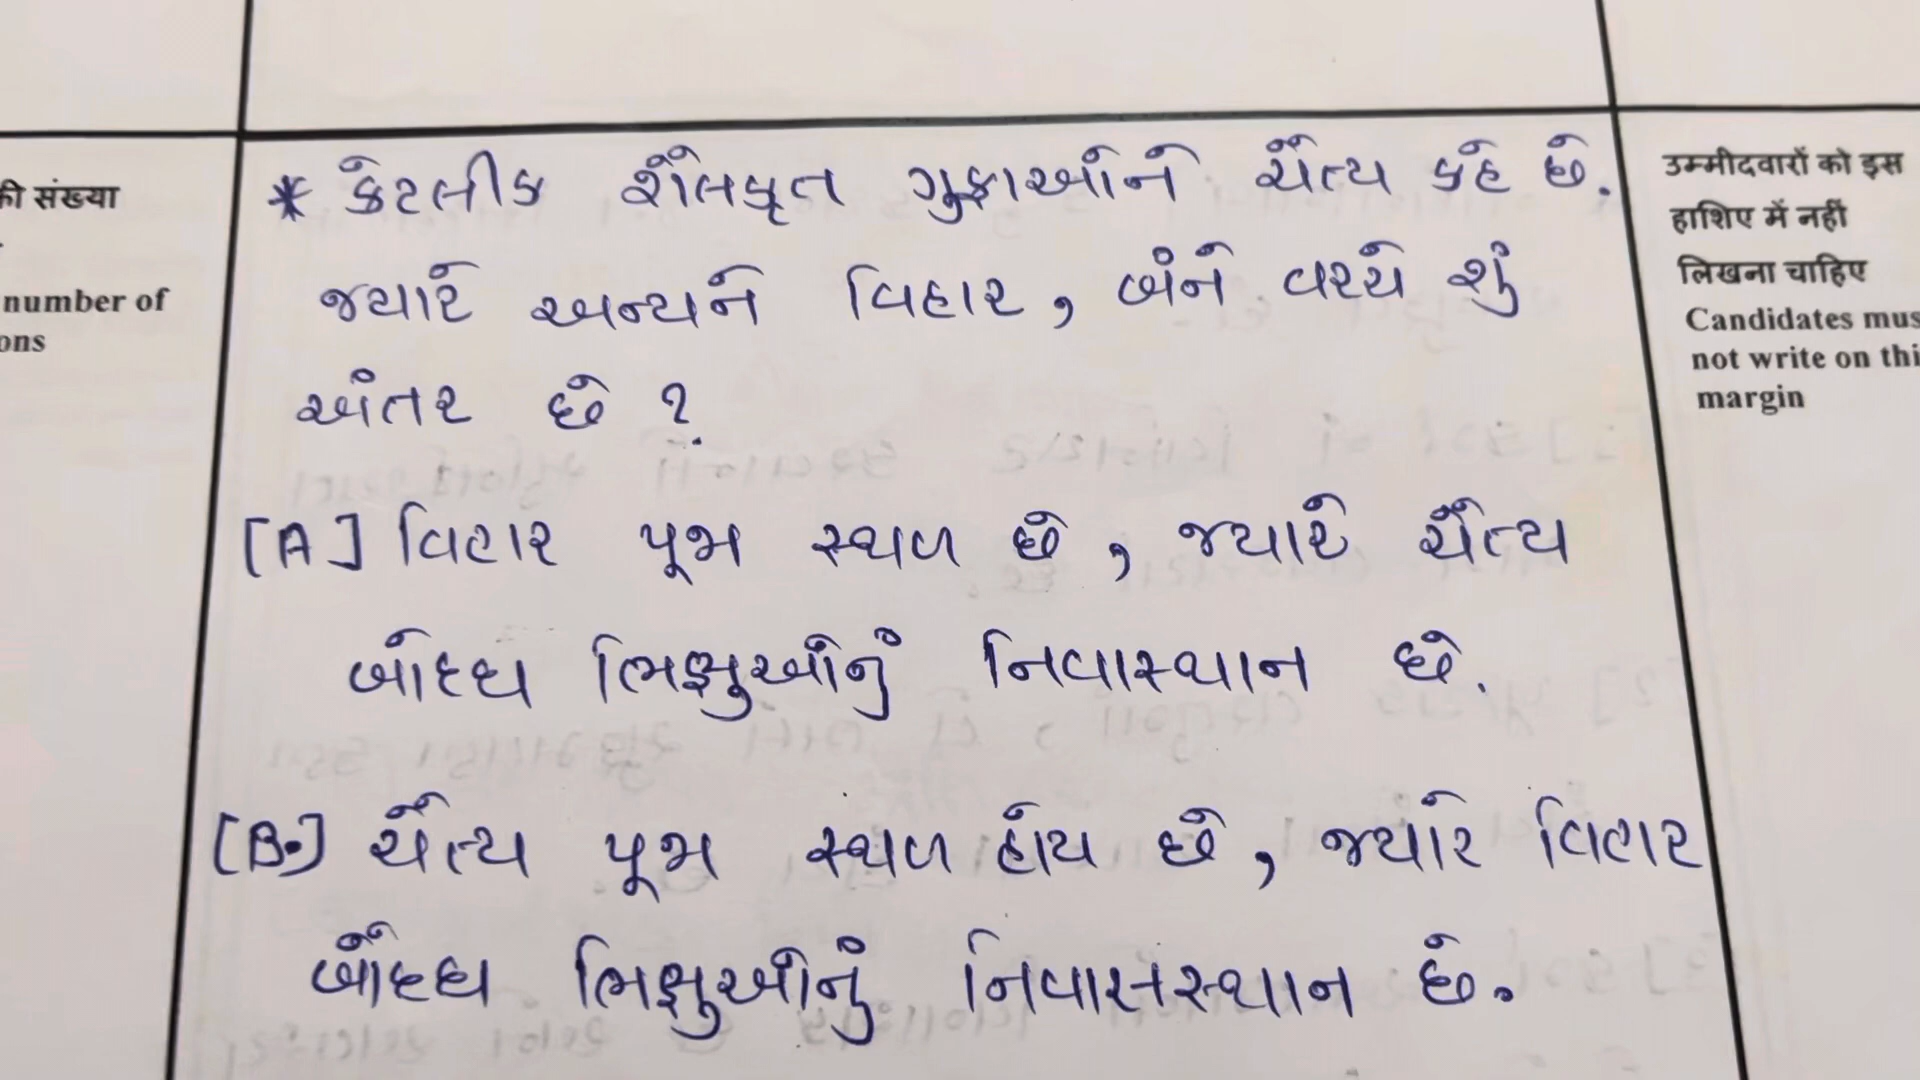 की संख्या
number of
ons
* કેટલીક શૈલકૃત ગુફાઓને ચૈત્ય કહે છે.
જ્યારે અન્યને વિહાર, બંને વચ્ચે શું
અંતર છે ?
[A] વિહાર પૂજા સ્થળ છે, જ્યારે ચૈત્ય
બૌદ્ધ ભિક્ષુઓનું નિવાસ્થાન છે.
[B.] ચૈત્ય પૂજા સ્થળ હોય છે, જ્યારે વિહાર
બૌદ્ધ ભિક્ષુઓનું નિવાસસ્થાન છે.
उम्मीदवारों को इस
हाशिए में नहीं
लिखना चाहिए
Candidates mus
not write on thi
margin